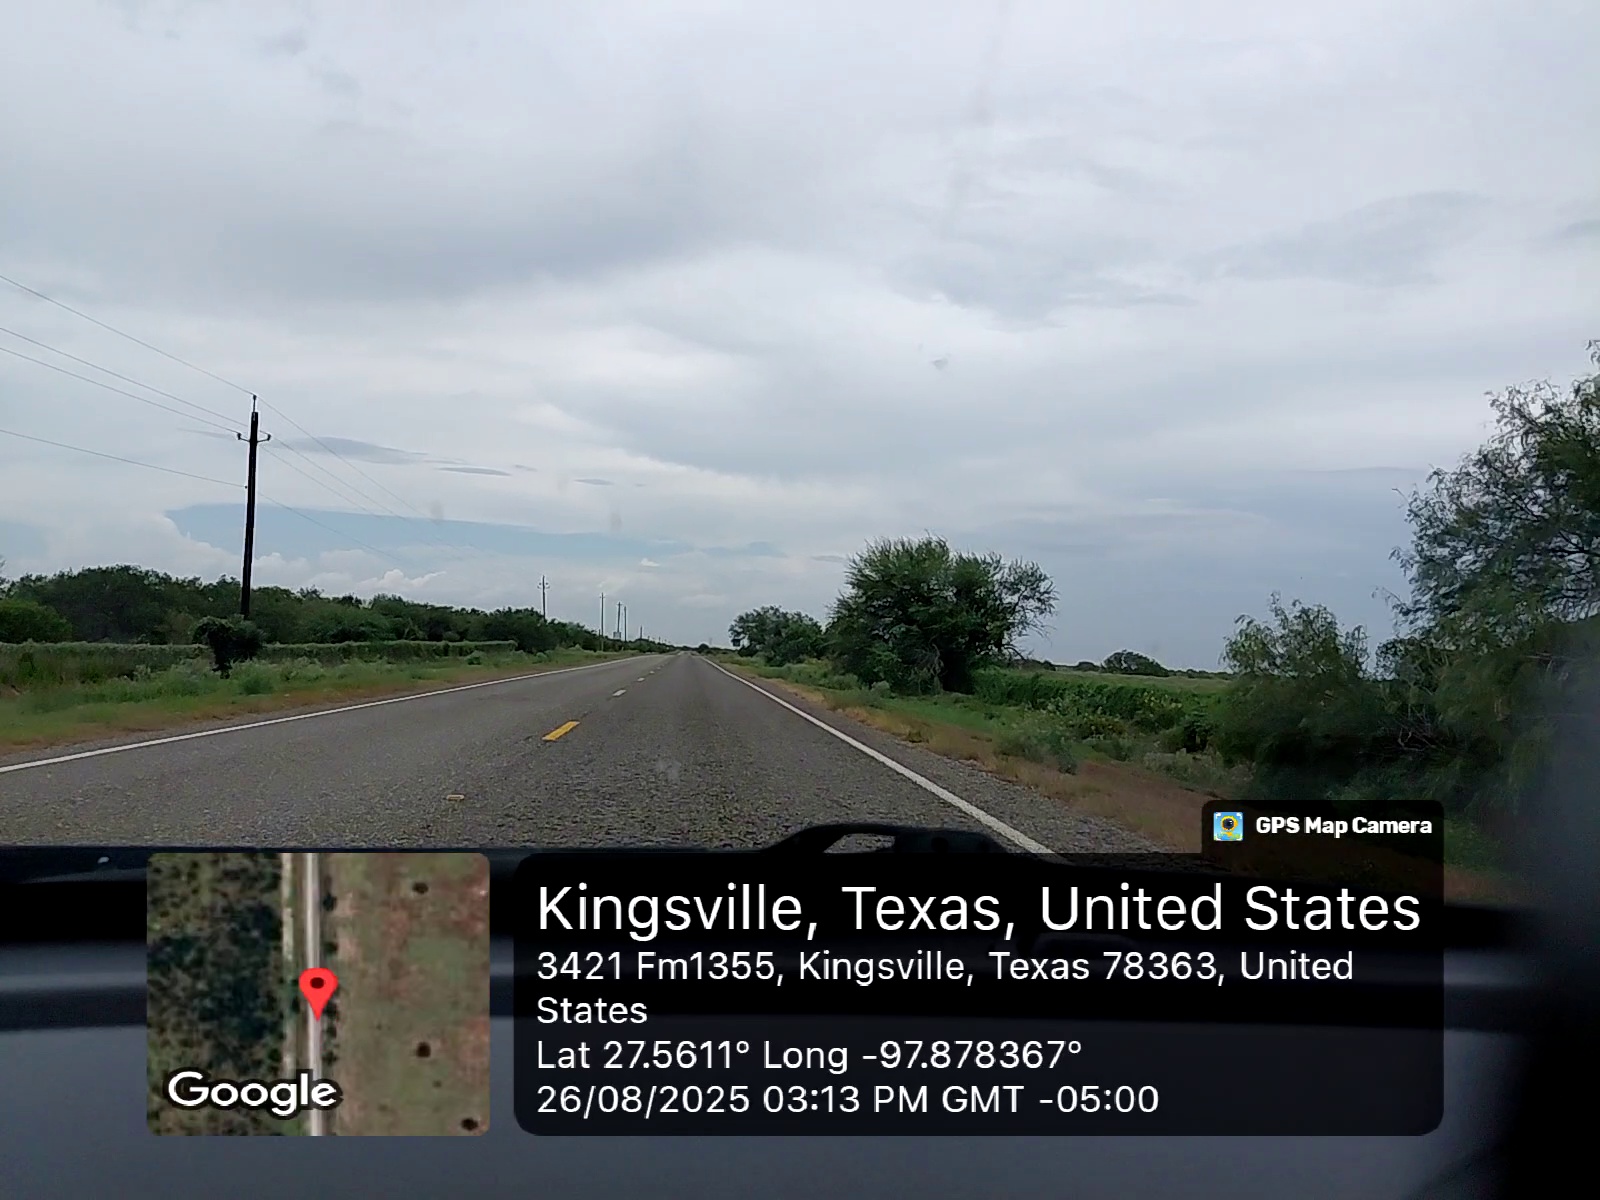 GPS Map Camera
Kingsville, Texas, United States
3421 Fm1355, Kingsville, Texas 78363, United
States
Lat 27.5611° Long -97.878367°
26/08/2025 03:13 PM GMT -05:00
Google